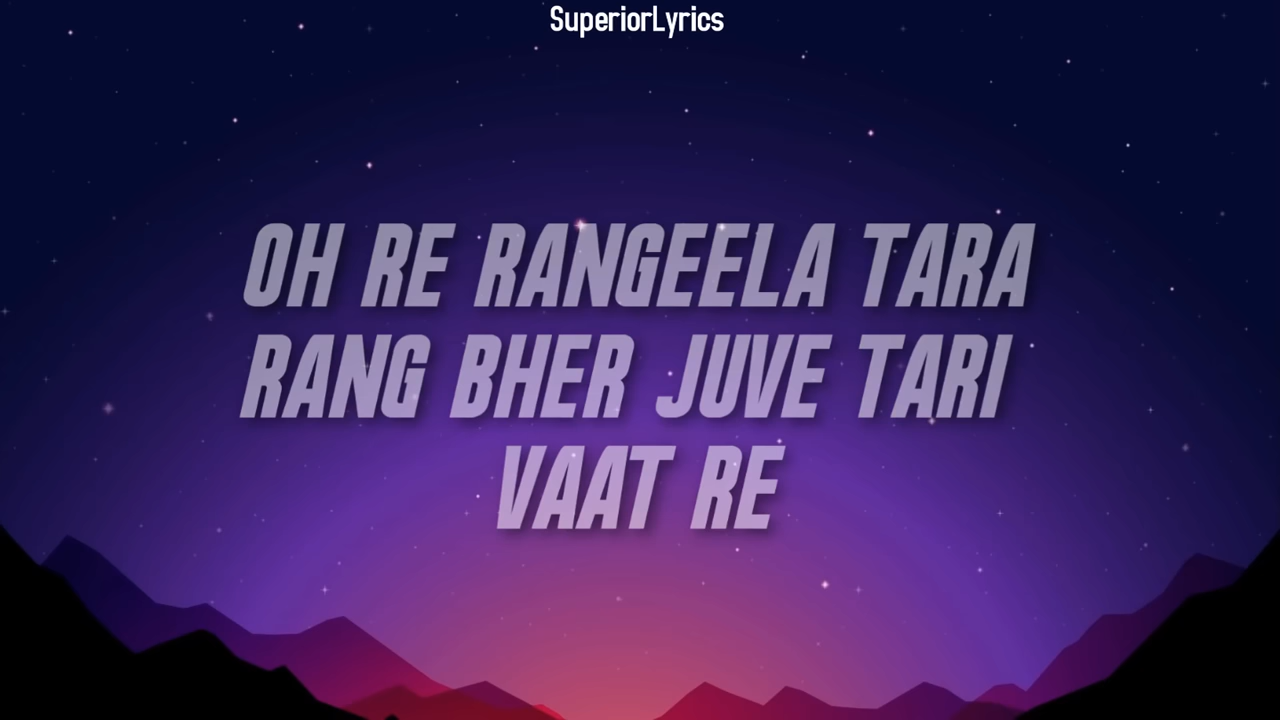 SuperiorLyrics
OH RE RANGEELA TARA
RANG BHER JUVE TARI
VAAT RE